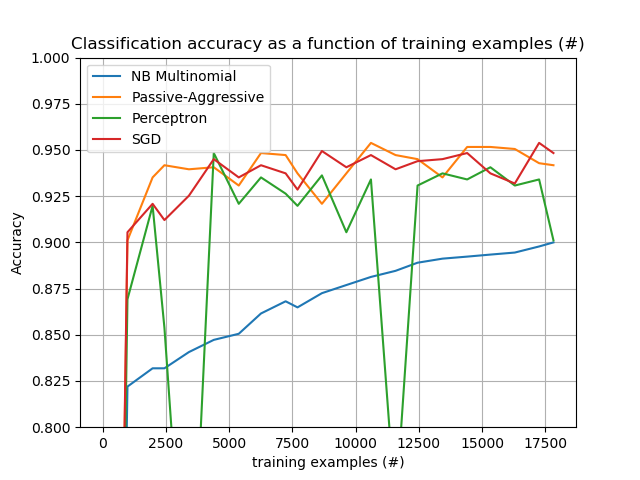 Classification accuracy as a function of training examples (#)
1.000
0.975
0.950
0.925
0.900
0.875
0.850
0.825
0.800
Accuracy
NB Multinomial
Passive-Aggressive
Perceptron
SGD
0 2500 5000 7500 10000 12500 15000 17500
training examples (#)